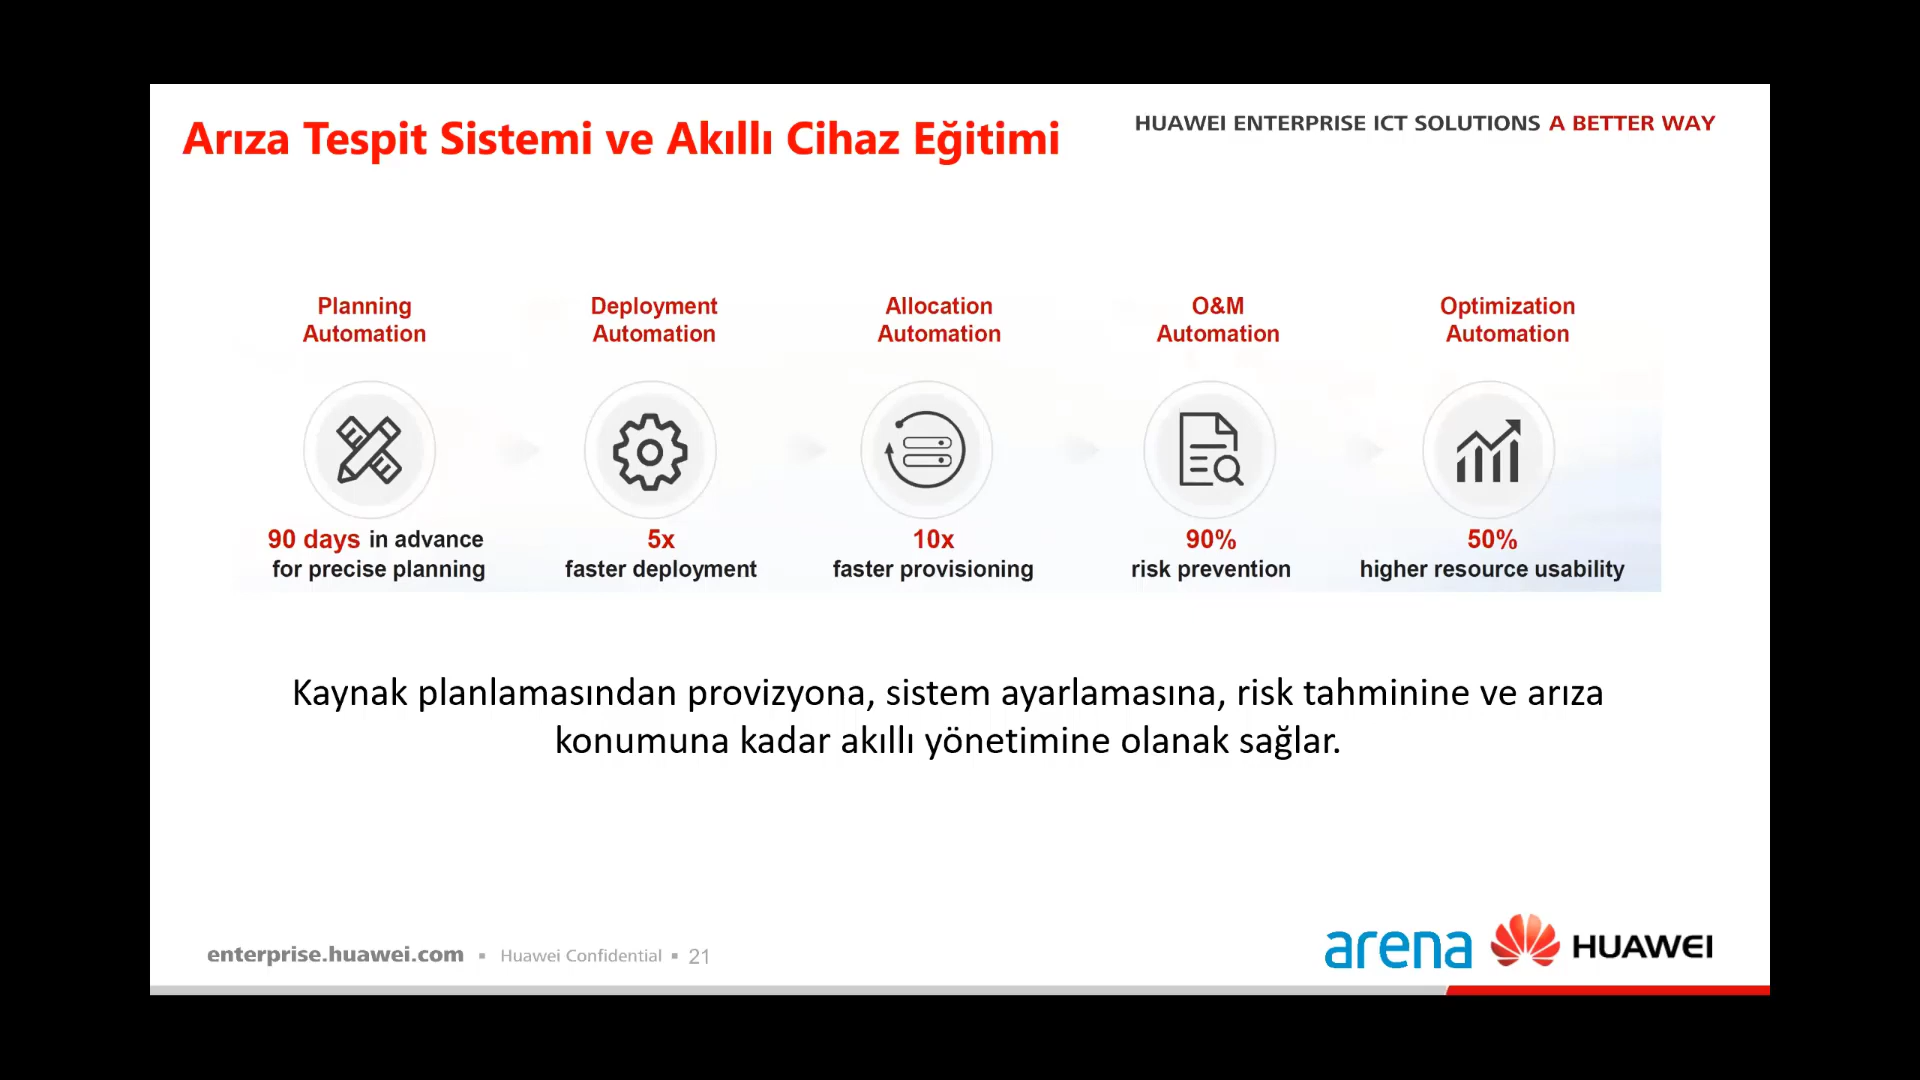 Arıza Tespit Sistemi ve Akıllı Cihaz Eğitimi
HUAWEI ENTERPRISE ICT SOLUTIONS A BETTER WAY
Planning
Automation
90 days in advance
for precise planning
Deployment
Automation
5x
faster deployment
Allocation
Automation
10x
faster provisioning
O&M
Automation
90%
risk prevention
Optimization
Automation
50%
higher resource usability
Kaynak planlamasından provizyona, sistem ayarlamasına, risk tahminine ve arıza
konumuna kadar akıllı yönetimine olanak sağlar.
enterprise.huawei.com ▪ Huawei Confidential ▪ 21
arena
HUAWEI